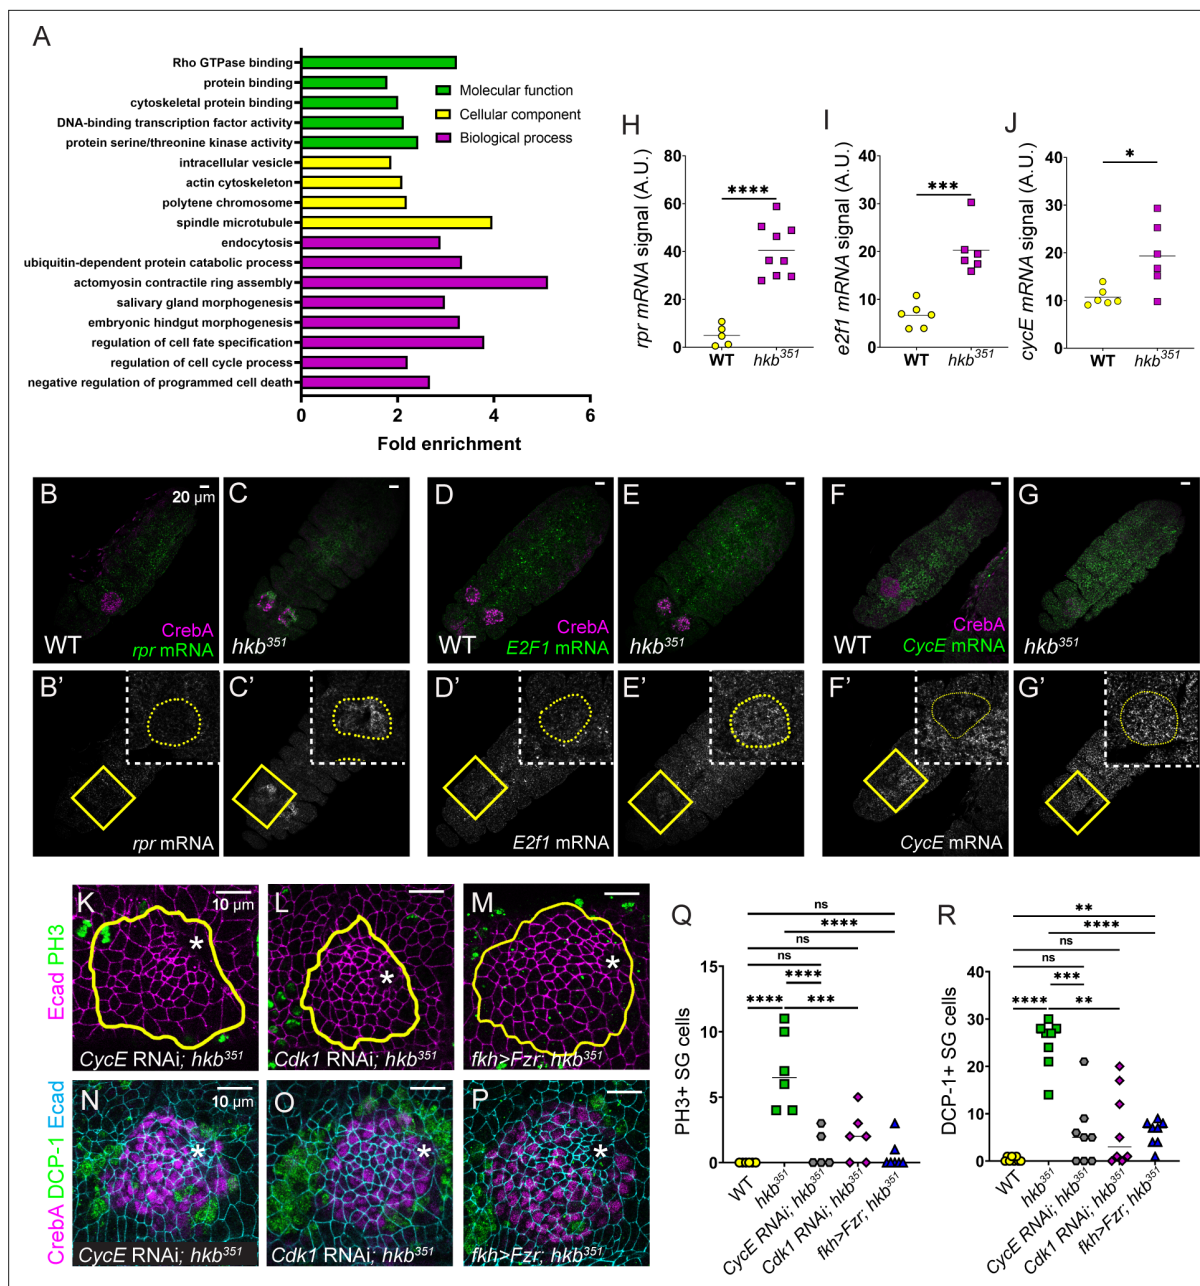 A
Rho GTPase binding
protein binding
cytoskeletal protein binding
DNA-binding transcription factor activity
protein serine/threonine kinase activity
intracellular vesicle
actin cytoskeleton
polytene chromosome
spindle microtubule
endocytosis
ubiquitin-dependent protein catabolic process
actomyosin contractile ring assembly
salivary gland morphogenesis
embryonic hindgut morphogenesis
regulation of cell fate specification
regulation of cell cycle process
negative regulation of programmed cell death
0 2 4 6
Fold enrichment
Molecular function
Cellular component
Biological process
H
rpr mRNA signal (A.U.)
80
60
40
20
0
****
WT hkb351
I
e2f1 mRNA signal (A.U.)
40
30
20
10
0
***
WT hkb351
J
cycE mRNA signal (A.U.)
40
30
20
10
0
*
WT hkb351
B 20 µm
CrebA
WT rpr mRNA
C
hkb351
D
CrebA
WT E2F1 mRNA
E
hkb351
F
CrebA
WT CycE mRNA
G
hkb351
B'
rpr mRNA
C'
D'
E2f1 mRNA
E'
F'
CycE mRNA
G'
Ecad PH3
K 10 µm
*
CycE RNAi; hkb351
L
*
Cdk1 RNAi; hkb351
M
*
fkh>Fzr; hkb351
CrebA DCP-1 Ecad
N 10 µm
*
CycE RNAi; hkb351
O
*
Cdk1 RNAi; hkb351
P
*
fkh>Fzr; hkb351
Q
PH3+ SG cells
ns
****
ns
ns
****
**** ***
15
10
5
0
WT
hkb351
CycE RNAi; hkb351
Cdk1 RNAi; hkb351
fkh>Fzr; hkb351
R
DCP-1+ SG cells
**
****
ns
ns
***
**** **
40
30
20
10
0
WT
hkb351
CycE RNAi; hkb351
Cdk1 RNAi; hkb351
fkh>Fzr; hkb351